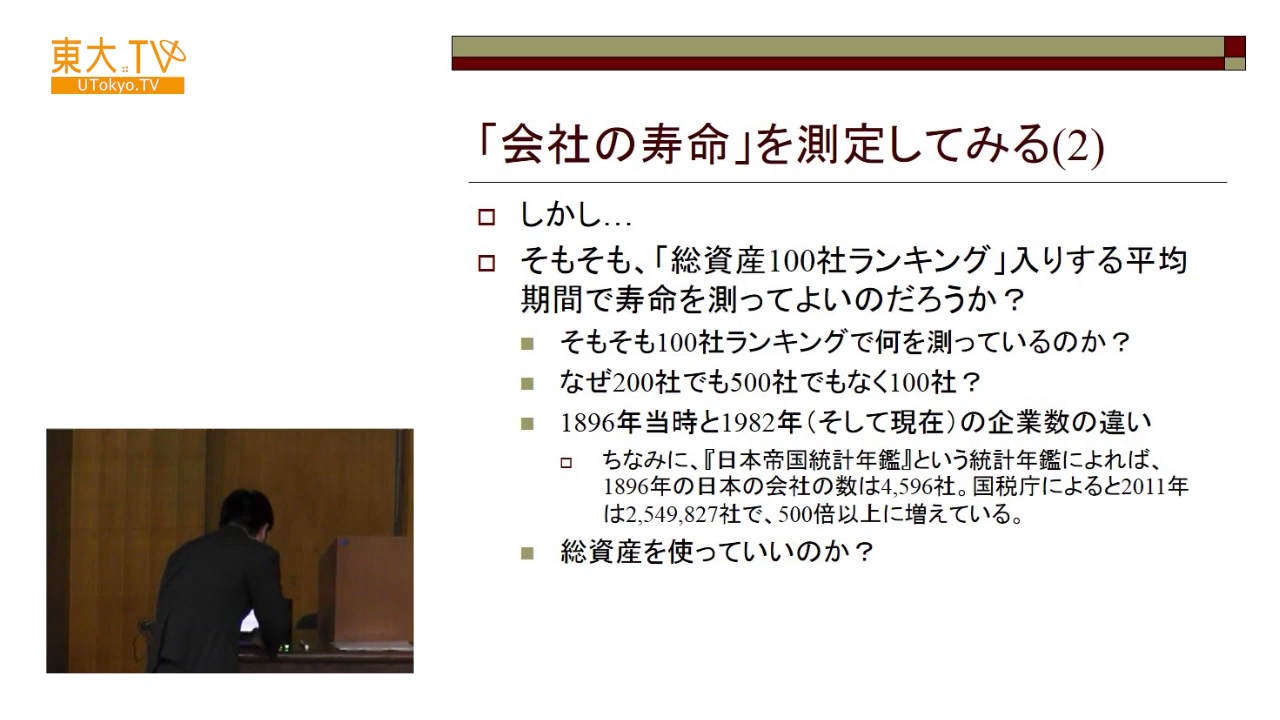 東大.TV
UTokyo.TV
「会社の寿命」を測定してみる(2)
しかし…
そもそも、「総資産100社ランキング」入りする平均
期間で寿命を測ってよいのだろうか？
そもそも100社ランキングで何を測っているのか？
なぜ200社でも500社でもなく100社？
1896年当時と1982年（そして現在）の企業数の違い
ちなみに、『日本帝国統計年鑑』という統計年鑑によれば、
1896年の日本の会社の数は4,596社。国税庁によると2011年
は2,549,827社で、500倍以上に増えている。
総資産を使っていいのか？